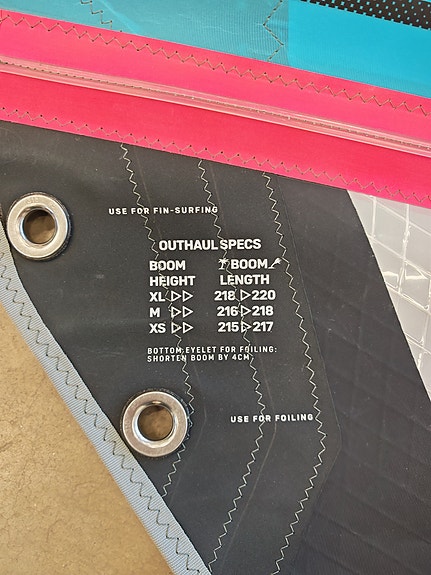 USE FOR FIN-SURFING
OUTHAUL SPECS
BOOM BOOM
HEIGHT LENGTH
XL ▷▷ 218 ▷ 220
M ▷▷ 216 ▷ 218
XS ▷▷ 215 ▷ 217
BOTTOM EYELET FOR FOILING:
SHORTEN BOOM BY 4CM
USE FOR FOILING